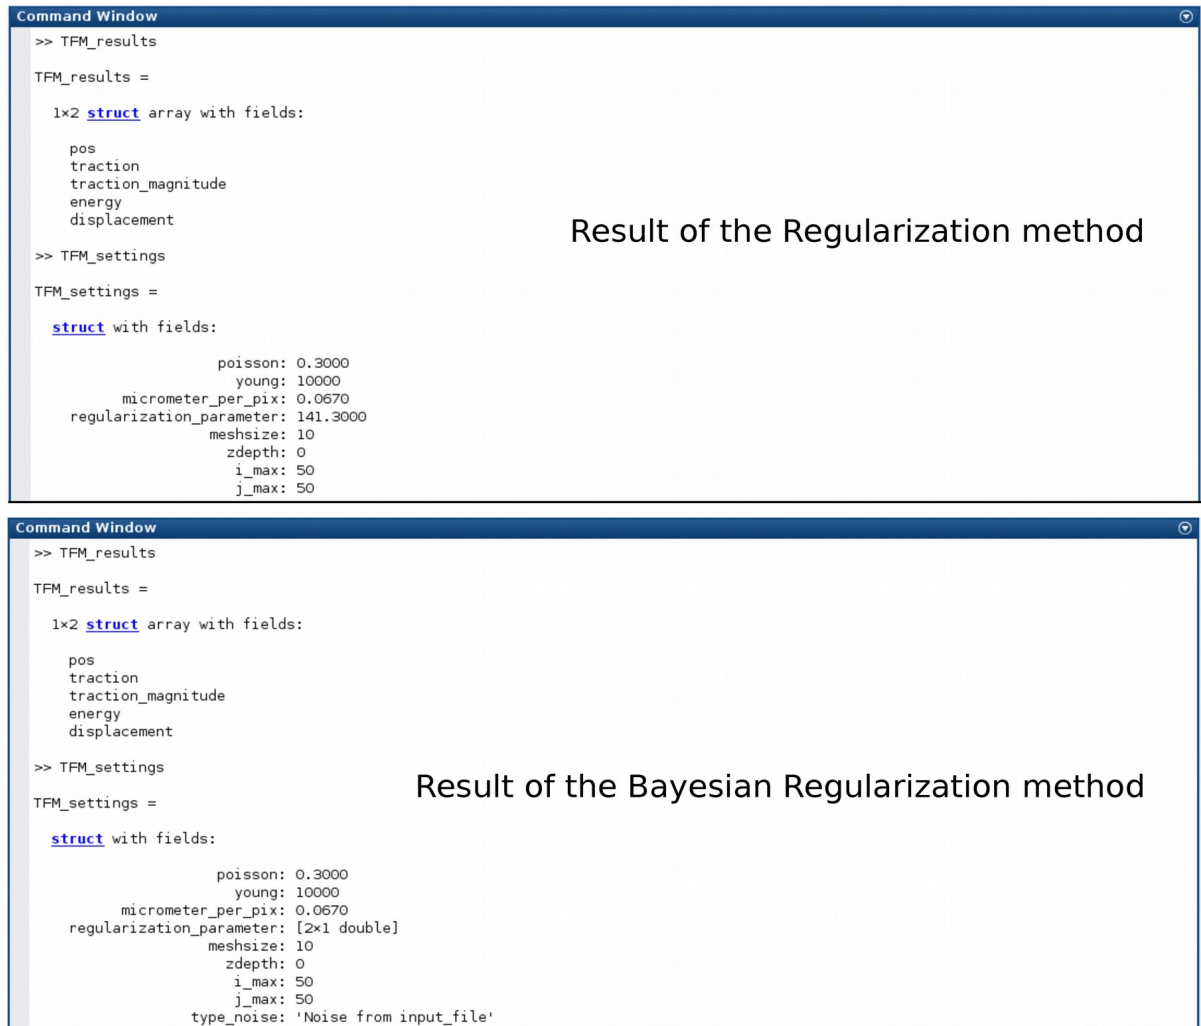 Command Window
>> TFM_results
TFM_results =
1×2 struct array with fields:
pos
traction
traction_magnitude
energy
displacement
Result of the Regularization method
>> TFM_settings
TFM_settings =
struct with fields:
poisson: 0.3000
young: 10000
micrometer_per_pix: 0.0670
regularization_parameter: 141.3000
meshsize: 10
zdepth: 0
i_max: 50
j_max: 50
Command Window
>> TFM_results
TFM_results =
1×2 struct array with fields:
pos
traction
traction_magnitude
energy
displacement
>> TFM_settings
Result of the Bayesian Regularization method
TFM_settings =
struct with fields:
poisson: 0.3000
young: 10000
micrometer_per_pix: 0.0670
regularization_parameter: [2×1 double]
meshsize: 10
zdepth: 0
i_max: 50
j_max: 50
type_noise: 'Noise from input_file'